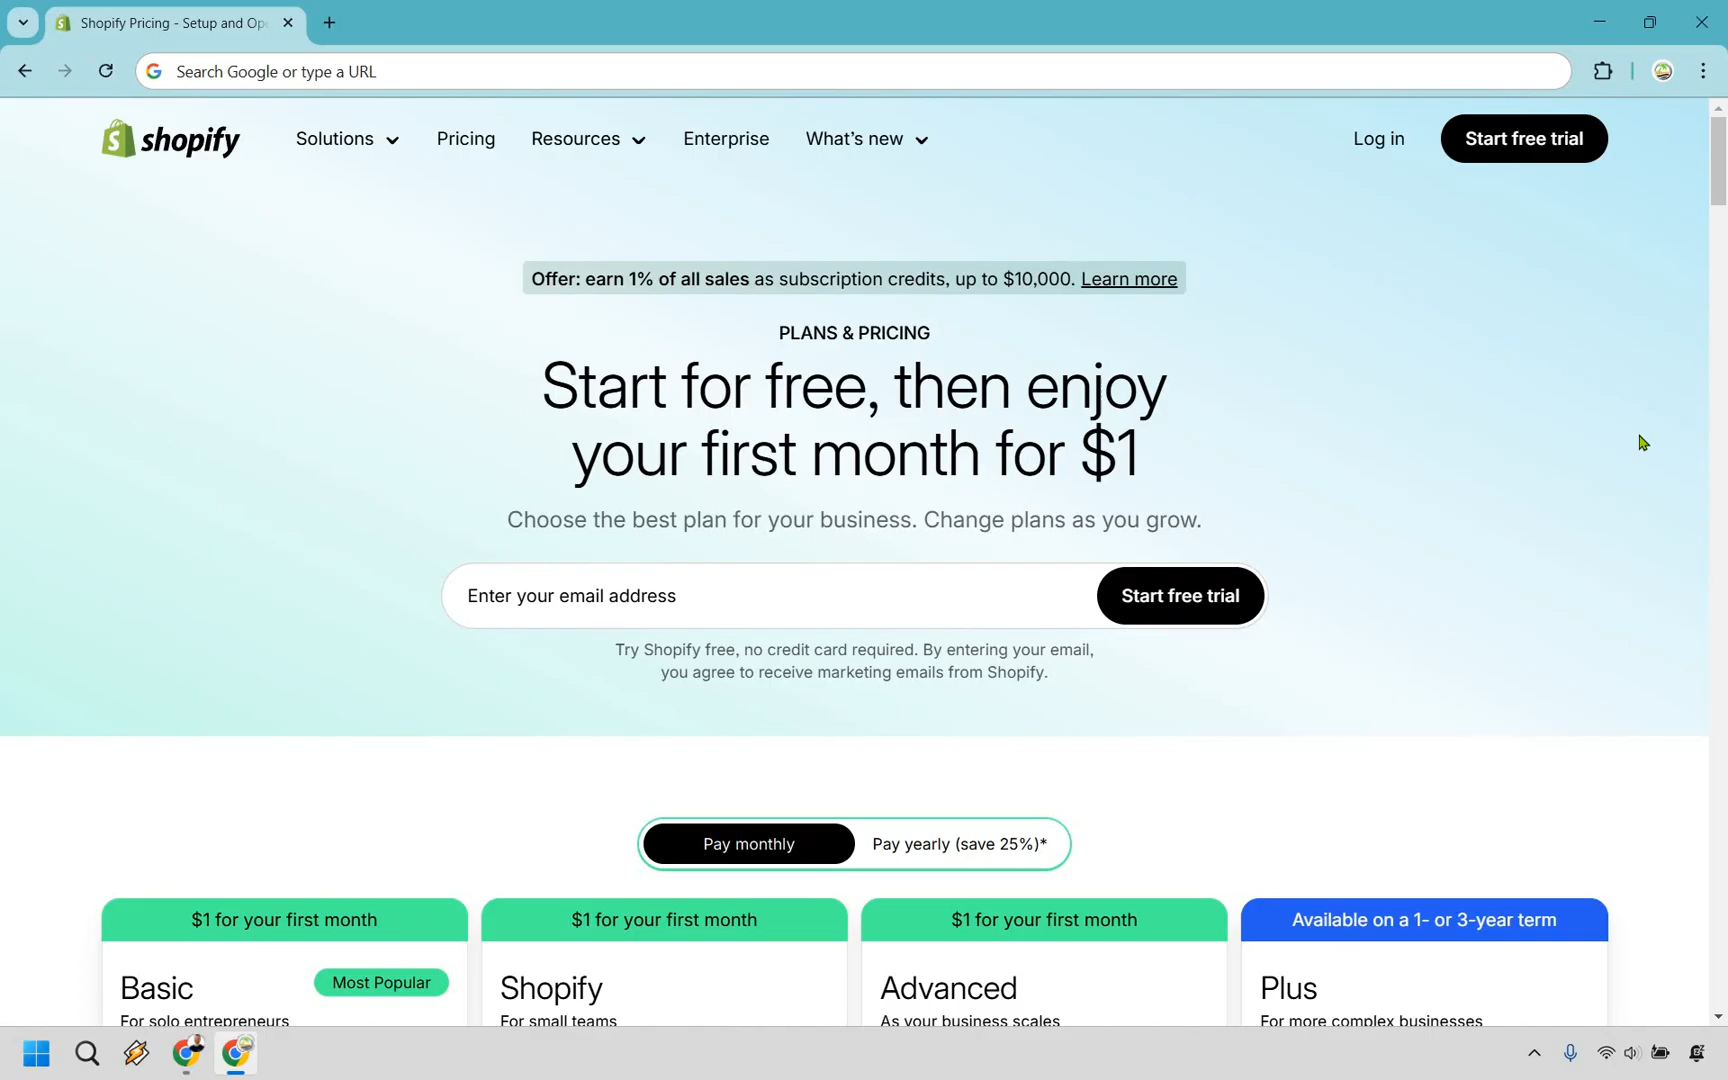 Shopify Pricing - Setup and Ope
Search Google or type a URL
shopify
Solutions
Pricing
Resources
Enterprise
What's new
Log in
Start free trial
Offer: earn 1% of all sales as subscription credits, up to $10,000. Learn more
PLANS & PRICING
Start for free, then enjoy
your first month for $1
Choose the best plan for your business. Change plans as you grow.
Enter your email address
Start free trial
Try Shopify free, no credit card required. By entering your email,
you agree to receive marketing emails from Shopify.
Pay monthly
Pay yearly (save 25%)*
$1 for your first month
Basic
Most Popular
For solo entrepreneurs
$1 for your first month
Shopify
For small teams
$1 for your first month
Advanced
As your business scales
Available on a 1- or 3-year term
Plus
For more complex businesses